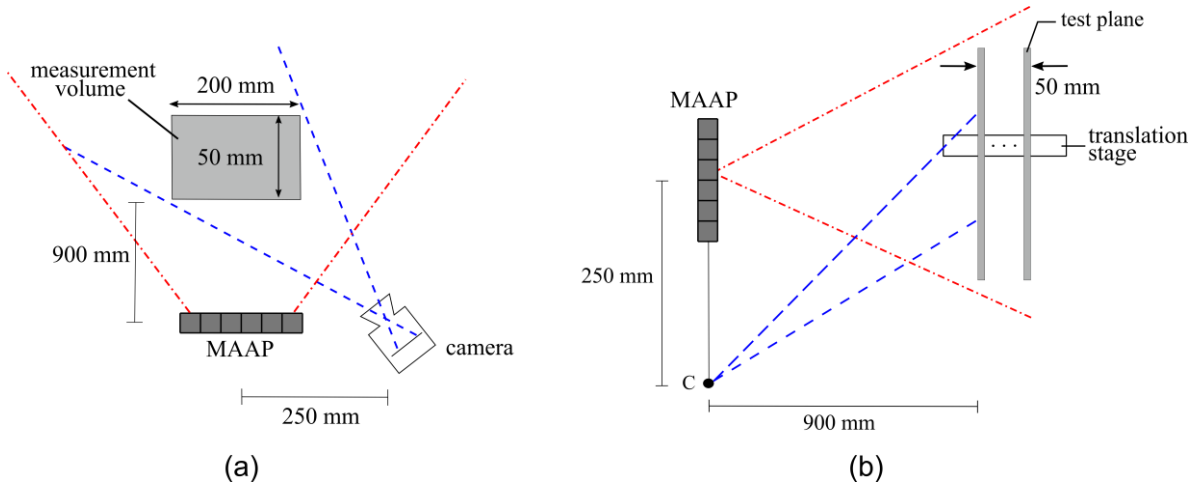 measurement
volume
200 mm
50 mm
900 mm
MAAP
camera
250 mm
(a)
test plane
MAAP
50 mm
translation
stage
. . .
250 mm
C
900 mm
(b)